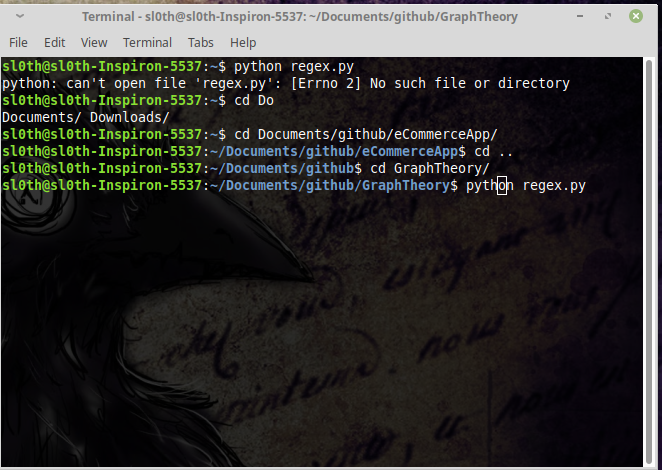 Terminal - sl0th@sl0th-Inspiron-5537: ~/Documents/github/GraphTheory
File Edit View Terminal Tabs Help
sl0th@sl0th-Inspiron-5537:~$ python regex.py
python: can't open file 'regex.py': [Errno 2] No such file or directory
sl0th@sl0th-Inspiron-5537:~$ cd Do
Documents/ Downloads/
sl0th@sl0th-Inspiron-5537:~$ cd Documents/github/eCommerceApp/
sl0th@sl0th-Inspiron-5537:~/Documents/github/eCommerceApp$ cd ..
sl0th@sl0th-Inspiron-5537:~/Documents/github$ cd GraphTheory/
sl0th@sl0th-Inspiron-5537:~/Documents/github/GraphTheory$ python regex.py
vous
nous